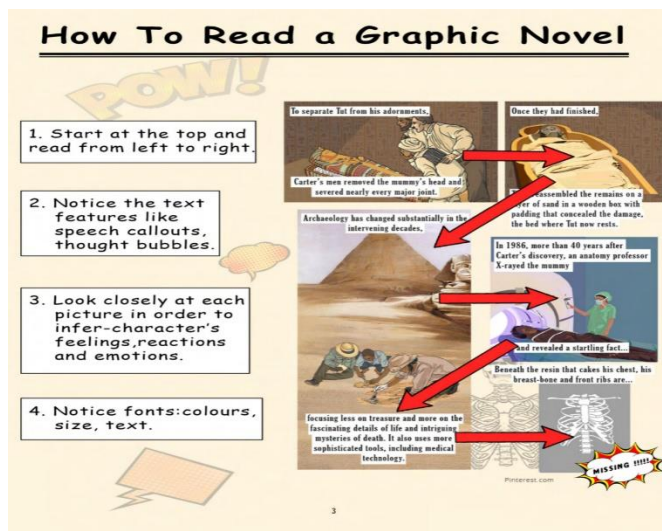 How To Read a Graphic Novel
POW!
1. Start at the top and
read from left to right.
2. Notice the text
features like
speech callouts,
thought bubbles.
3. Look closely at each
picture in order to
infer-character's
feelings,reactions
and emotions.
4. Notice fonts:colours,
size, text.
To separate Tut from his adornments,
Carter's men removed the mummy's head and
severed nearly every major joint.
Once they had finished,
reassembled the remains on a
layer of sand in a wooden box with
padding that concealed the damage,
the bed where Tut now rests.
Archaeology has changed substantially in the
intervening decades,
In 1986, more than 40 years after
Carter's discovery, an anatomy professor
X-rayed the mummy
and revealed a startling fact...
Beneath the resin that cakes his chest, his
breast-bone and front ribs are...
focusing less on treasure and more on the
fascinating details of life and intriguing
mysteries of death. It also uses more
sophisticated tools, including medical
technology.
MISSING !!!!!
Pinterest.com
3